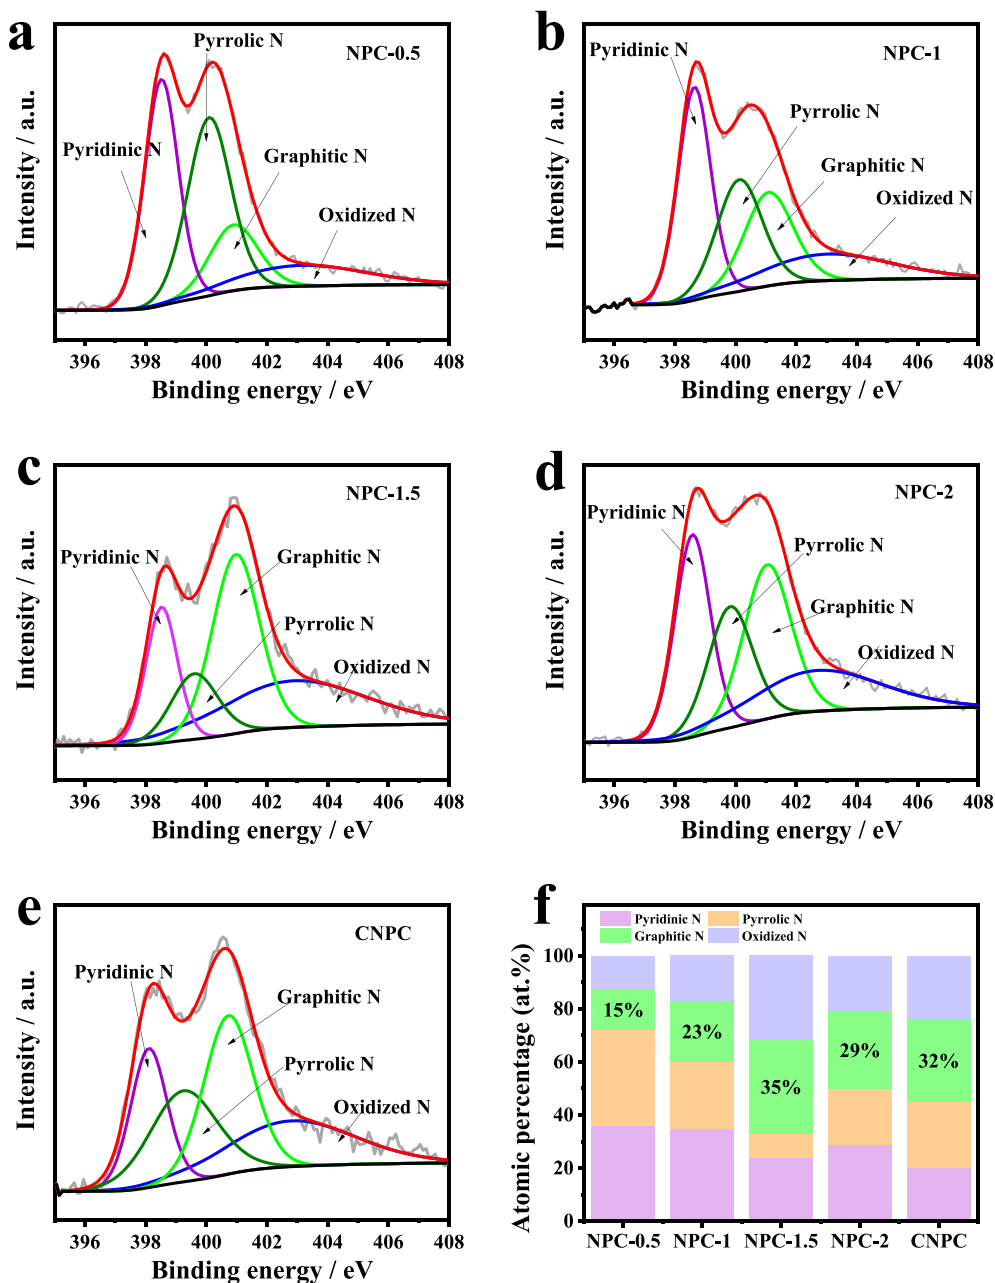 a
Pyrrolic N
NPC-0.5
Pyridinic N
Graphitic N
Oxidized N
Intensity / a.u.
396 398 400 402 404 406 408
Binding energy / eV
b
Pyridinic N
NPC-1
Pyrrolic N
Graphitic N
Oxidized N
Intensity / a.u.
396 398 400 402 404 406 408
Binding energy / eV
c
NPC-1.5
Pyridinic N
Graphitic N
Pyrrolic N
Oxidized N
Intensity / a.u.
396 398 400 402 404 406 408
Binding energy / eV
d
NPC-2
Pyridinic N
Pyrrolic N
Graphitic N
Oxidized N
Intensity / a.u.
396 398 400 402 404 406 408
Binding energy / eV
e
CNPC
Pyridinic N
Graphitic N
Pyrrolic N
Oxidized N
Intensity / a.u.
396 398 400 402 404 406 408
Binding energy / eV
f
Pyridinic N Pyrrolic N
Graphitic N Oxidized N
Atomic percentage (at.%)
100
80
60
40
20
0
15%
23%
35%
29%
32%
NPC-0.5 NPC-1 NPC-1.5 NPC-2 CNPC